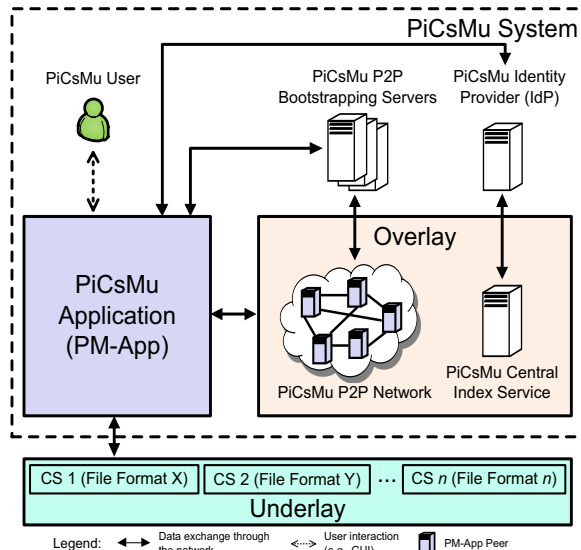 PiCsMu System
PiCsMu User
PiCsMu P2P
Bootstrapping Servers
PiCsMu Identity
Provider (IdP)
PiCsMu
Application
(PM-App)
Overlay
PiCsMu P2P Network
PiCsMu Central
Index Service
CS 1 (File Format X)
CS 2 (File Format Y)
...
CS n (File Format n)
Underlay
Legend:
Data exchange through
the network
User interaction
(e.g., GUI)
PM-App Peer